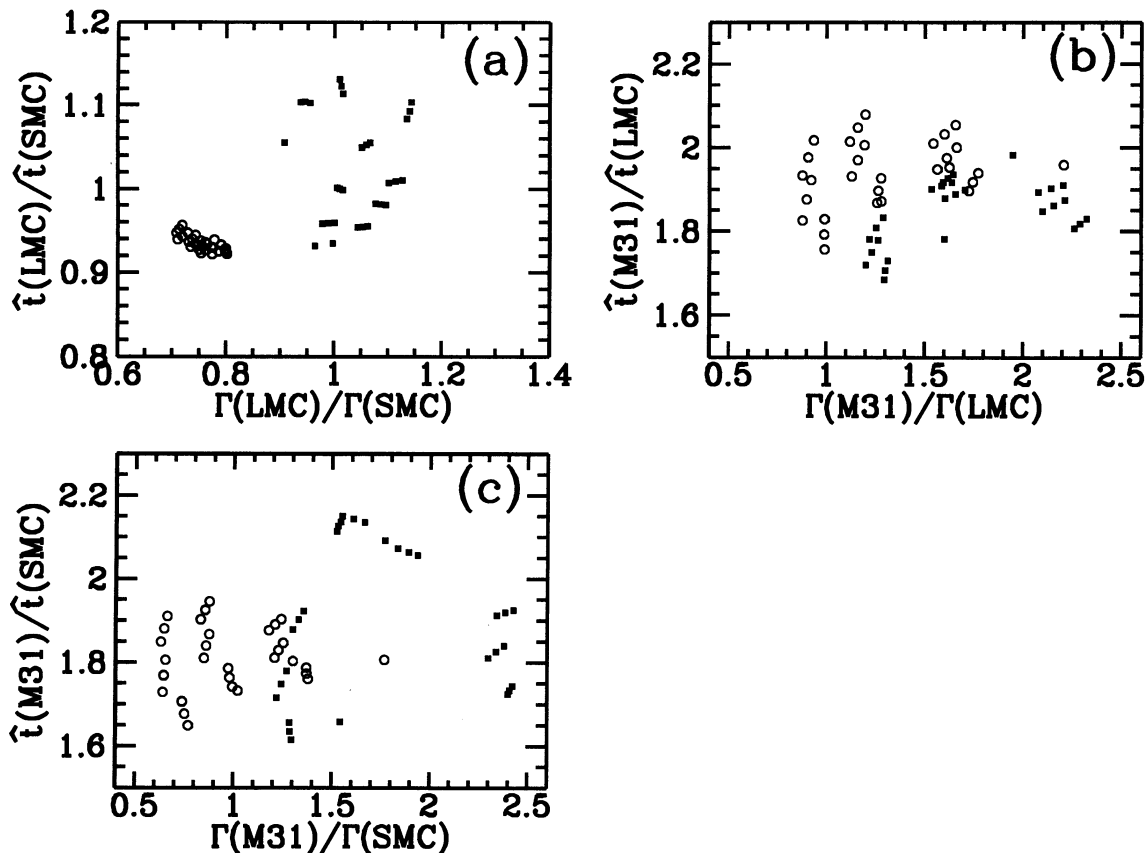 (a)
t̂(LMC)/t̂(SMC)
1.2
1.1
1
0.9
0.8
0.6 0.8 1 1.2 1.4
Γ(LMC)/Γ(SMC)
(b)
t̂(M31)/t̂(LMC)
2.2
2
1.8
1.6
0.5 1 1.5 2 2.5
Γ(M31)/Γ(LMC)
(c)
t̂(M31)/t̂(SMC)
2.2
2
1.8
1.6
0.5 1 1.5 2 2.5
Γ(M31)/Γ(SMC)